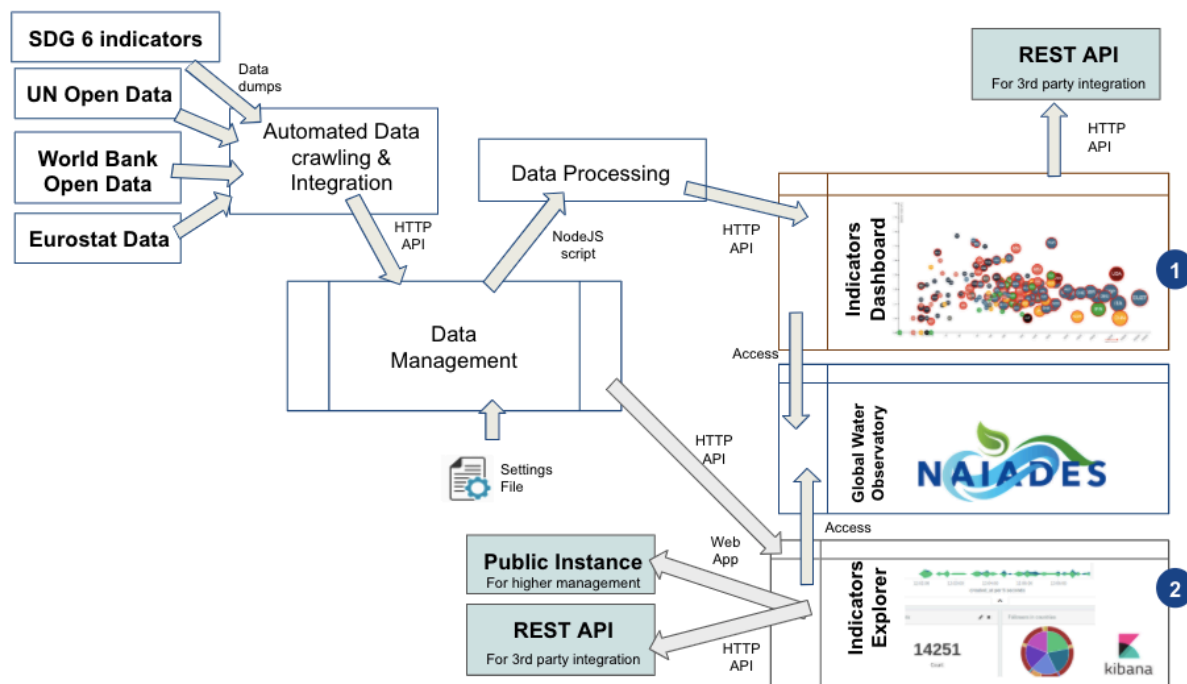 SDG 6 indicators
UN Open Data
World Bank
Open Data
Eurostat Data
Data
dumps
Automated Data
crawling &
Integration
HTTP
API
Data Processing
NodeJS
script
HTTP
API
REST API
For 3rd party integration
HTTP
API
Indicators
Dashboard
1
Data
Management
Access
Global Water
Observatory
NAIADES
HTTP
API
Settings
File
Access
Public Instance
For higher management
Web
App
REST API
For 3rd party integration
HTTP
API
Indicators
Explorer
2
14251
kibana